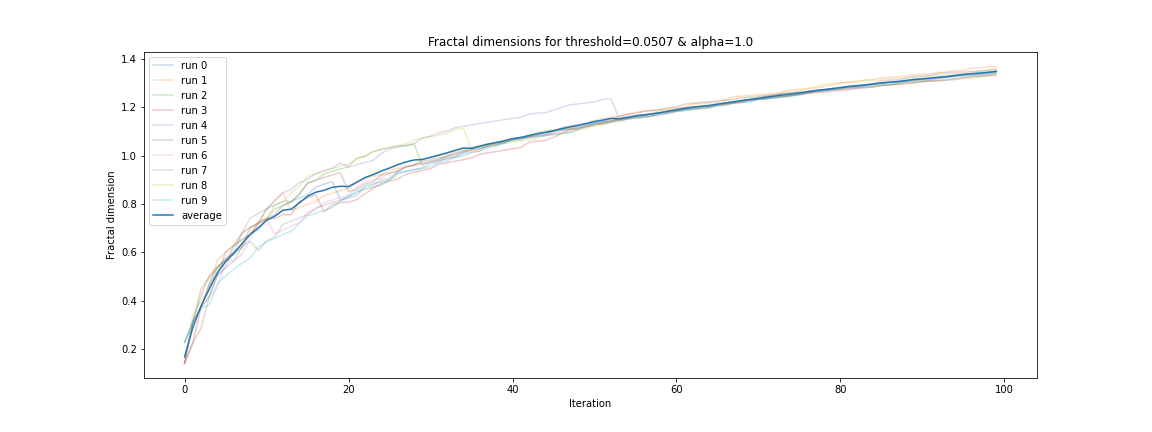 Fractal dimensions for threshold=0.0507 & alpha=1.0
1.4
1.2
1.0
0.8
0.6
0.4
0.2
Fractal dimension
run 0
run 1
run 2
run 3
run 4
run 5
run 6
run 7
run 8
run 9
average
0 20 40 60 80 100
Iteration